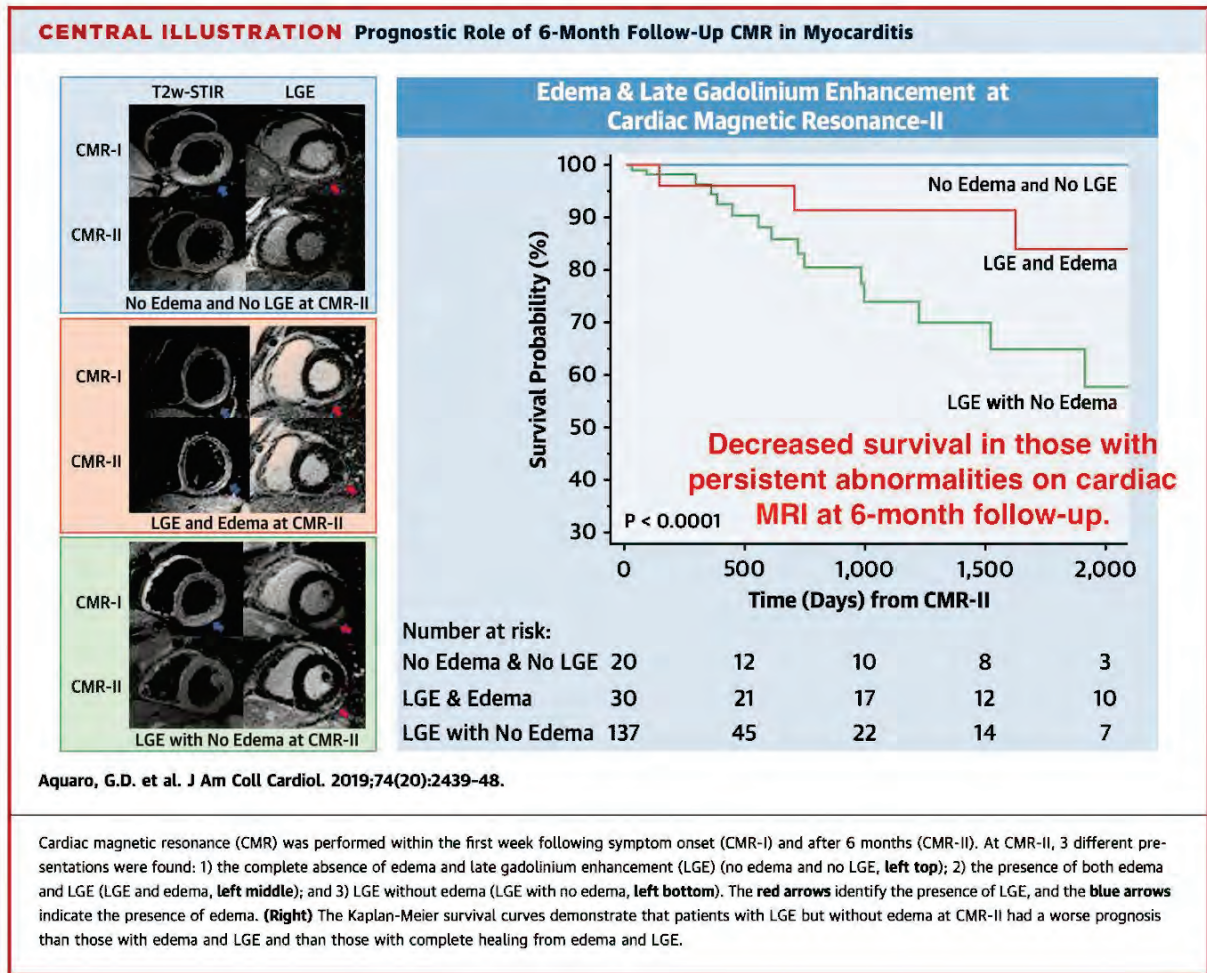 CENTRAL ILLUSTRATION Prognostic Role of 6-Month Follow-Up CMR in Myocarditis
T2w-STIR LGE
CMR-I
CMR-II
No Edema and No LGE at CMR-II
CMR-I
CMR-II
LGE and Edema at CMR-II
CMR-I
CMR-II
LGE with No Edema at CMR-II
Edema & Late Gadolinium Enhancement at
Cardiac Magnetic Resonance-II
Survival Probability (%)
100
90
80
70
60
50
40
30
No Edema and No LGE
LGE and Edema
LGE with No Edema
Decreased survival in those with
persistent abnormalities on cardiac
MRI at 6-month follow-up.
P < 0.0001
0 500 1,000 1,500 2,000
Time (Days) from CMR-II
Number at risk:
No Edema & No LGE 20 12 10 8 3
LGE & Edema 30 21 17 12 10
LGE with No Edema 137 45 22 14 7
Aquaro, G.D. et al. J Am Coll Cardiol. 2019;74(20):2439–48.
Cardiac magnetic resonance (CMR) was performed within the first week following symptom onset (CMR-I) and after 6 months (CMR-II). At CMR-II, 3 different pre-
sentations were found: 1) the complete absence of edema and late gadolinium enhancement (LGE) (no edema and no LGE, left top); 2) the presence of both edema
and LGE (LGE and edema, left middle); and 3) LGE without edema (LGE with no edema, left bottom). The red arrows identify the presence of LGE, and the blue arrows
indicate the presence of edema. (Right) The Kaplan-Meier survival curves demonstrate that patients with LGE but without edema at CMR-II had a worse prognosis
than those with edema and LGE and than those with complete healing from edema and LGE.